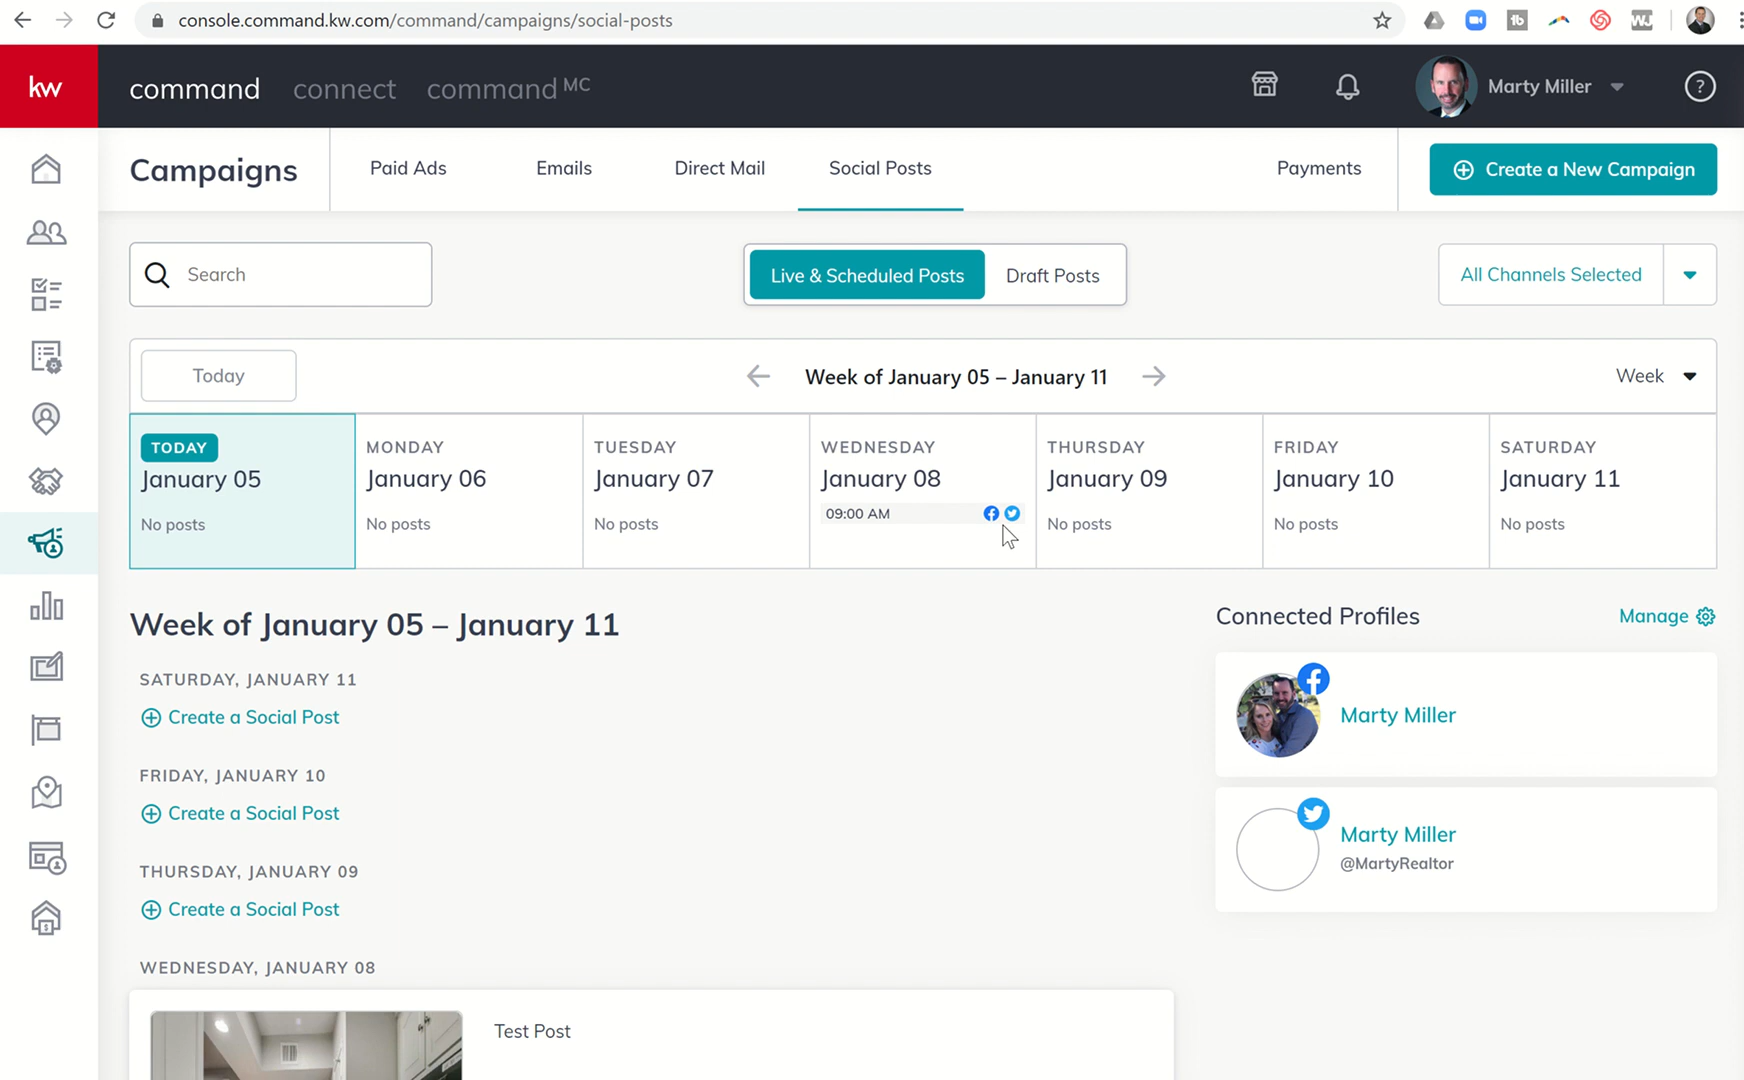 console.command.kw.com/command/campaigns/social-posts
kw
command connect command MC
Marty Miller
?
Campaigns Paid Ads Emails Direct Mail Social Posts Payments Create a New Campaign
Search Live & Scheduled Posts Draft Posts All Channels Selected
Today Week of January 05 – January 11 Week
TODAY MONDAY TUESDAY WEDNESDAY THURSDAY FRIDAY SATURDAY
January 05 January 06 January 07 January 08 January 09 January 10 January 11
No posts No posts No posts 09:00 AM No posts No posts No posts
Week of January 05 – January 11
SATURDAY, JANUARY 11
Create a Social Post
FRIDAY, JANUARY 10
Create a Social Post
THURSDAY, JANUARY 09
Create a Social Post
WEDNESDAY, JANUARY 08
Test Post
Connected Profiles Manage
Marty Miller
Marty Miller
@MartyRealtor